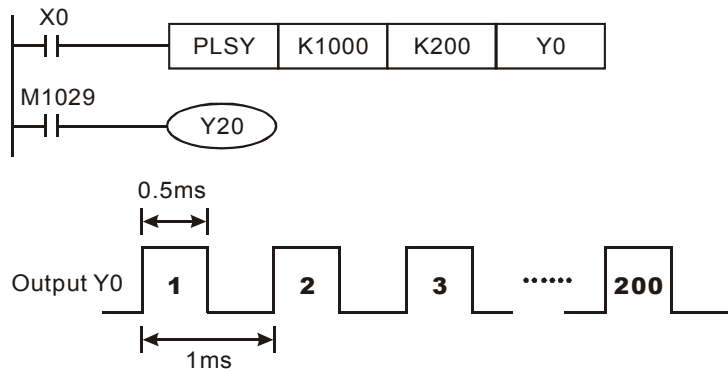 X0
PLSY K1000 K200 Y0
M1029
Y20
0.5ms
Output Y0 1 2 3 ...... 200
1ms